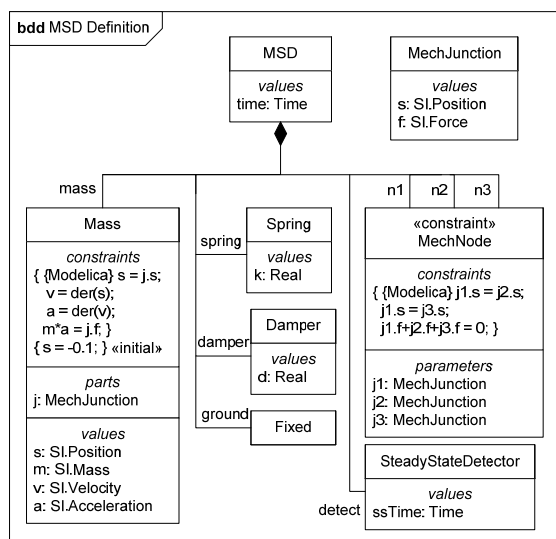 bdd MSD Definition
MSD
values
time: Time
MechJunction
values
s: SI.Position
f: SI.Force
mass
n1 n2 n3
Mass
constraints
{ {Modelica} s = j.s;
v = der(s);
a = der(v);
m*a = j.f; }
{ s = -0.1; } «initial»
parts
j: MechJunction
values
s: SI.Position
m: SI.Mass
v: SI.Velocity
a: SI.Acceleration
spring
Spring
values
k: Real
damper
Damper
values
d: Real
ground
Fixed
«constraint»
MechNode
constraints
{ {Modelica} j1.s = j2.s;
j1.s = j3.s;
j1.f+j2.f+j3.f = 0; }
parameters
j1: MechJunction
j2: MechJunction
j3: MechJunction
detect
SteadyStateDetector
values
ssTime: Time